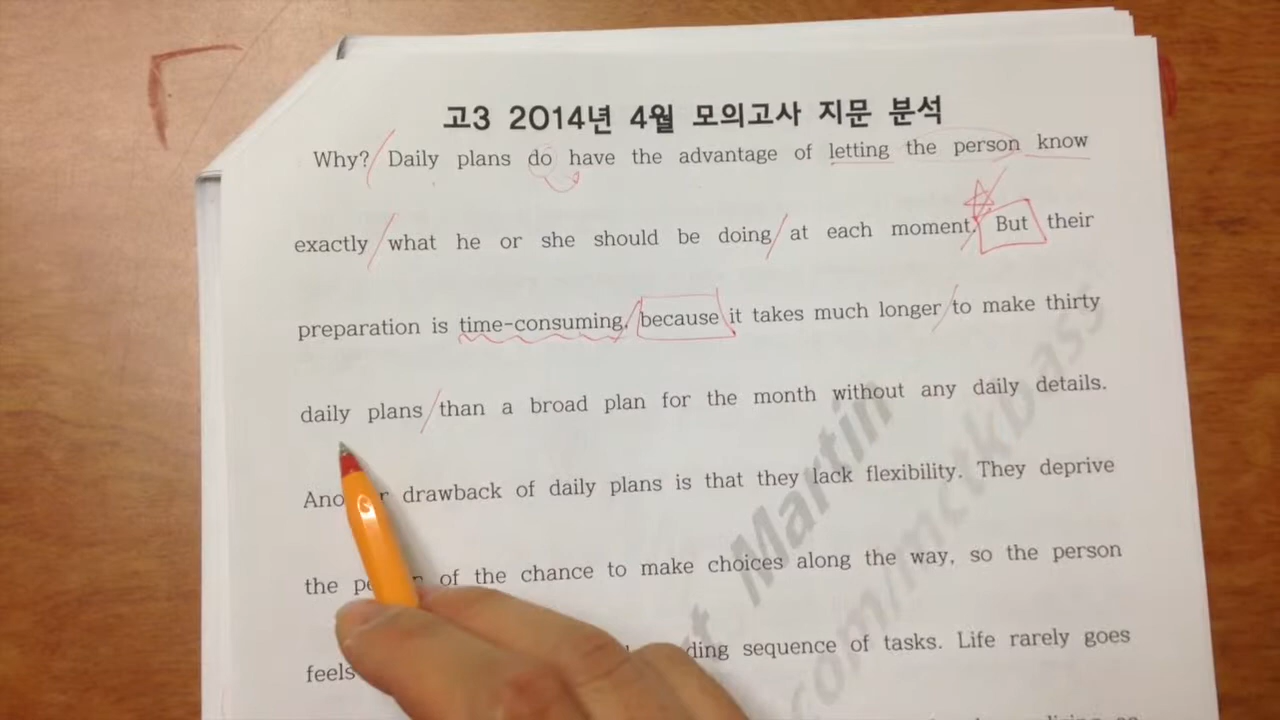 고3 2014년 4월 모의고사 지문 분석
Why? Daily plans do have the advantage of letting the person know
exactly what he or she should be doing at each moment. But their
preparation is time-consuming, because it takes much longer to make thirty
daily plans than a broad plan for the month without any daily details.
drawback of daily plans is that they lack flexibility. They deprive
the of the chance to make choices along the way, so the person
feels sequence of tasks. Life rarely goes
Martin
com/mctkbass